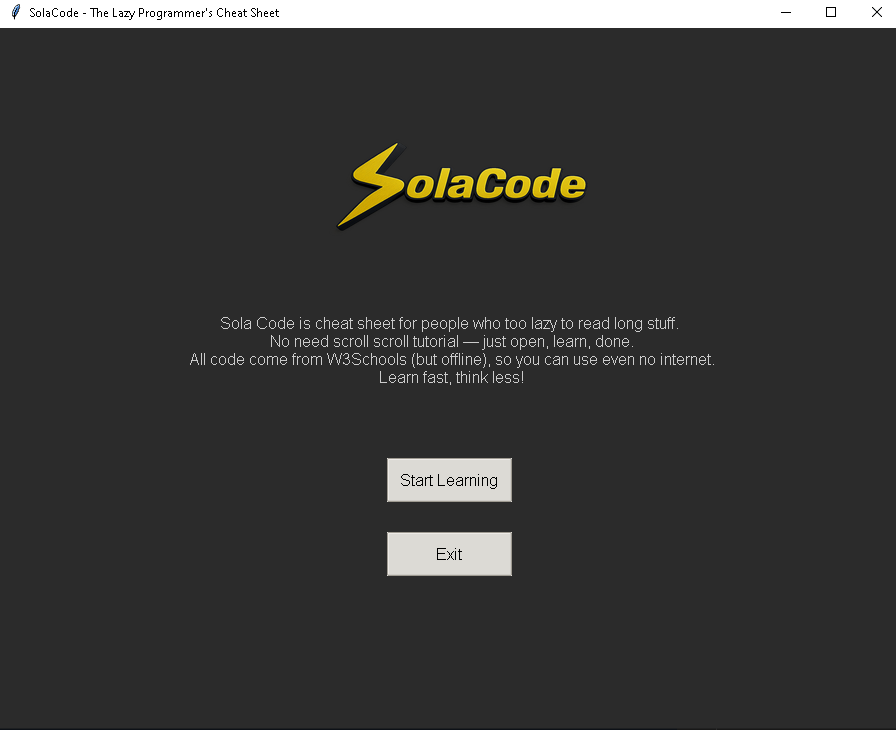 SolaCode - The Lazy Programmer's Cheat Sheet
SolaCode
Sola Code is cheat sheet for people who too lazy to read long stuff.
No need scroll scroll tutorial — just open, learn, done.
All code come from W3Schools (but offline), so you can use even no internet.
Learn fast, think less!
Start Learning
Exit